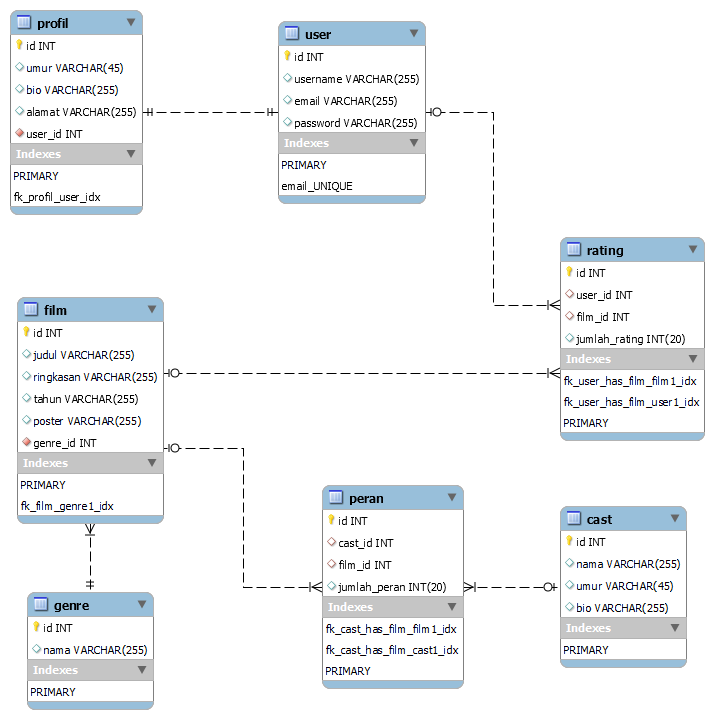 profil
id INT
umur VARCHAR(45)
bio VARCHAR(255)
alamat VARCHAR(255)
user_id INT
Indexes
PRIMARY
fk_profil_user_idx
user
id INT
username VARCHAR(255)
email VARCHAR(255)
password VARCHAR(255)
Indexes
PRIMARY
email_UNIQUE
rating
id INT
user_id INT
film_id INT
jumlah_rating INT(20)
Indexes
fk_user_has_film_film1_idx
fk_user_has_film_user1_idx
PRIMARY
film
id INT
judul VARCHAR(255)
ringkasan VARCHAR(255)
tahun VARCHAR(255)
poster VARCHAR(255)
genre_id INT
Indexes
PRIMARY
fk_film_genre1_idx
peran
id INT
cast_id INT
film_id INT
jumlah_peran INT(20)
Indexes
fk_cast_has_film_film1_idx
fk_cast_has_film_cast1_idx
PRIMARY
cast
id INT
nama VARCHAR(255)
umur VARCHAR(45)
bio VARCHAR(255)
Indexes
PRIMARY
genre
id INT
nama VARCHAR(255)
Indexes
PRIMARY